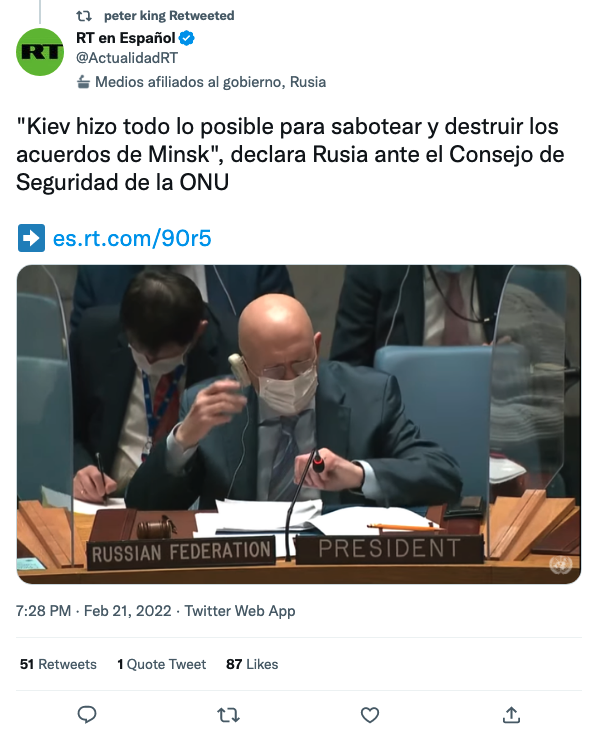 peter king Retweeted
RT
RT en Español
@ActualidadRT
Medios afiliados al gobierno, Rusia
"Kiev hizo todo lo posible para sabotear y destruir los
acuerdos de Minsk", declara Rusia ante el Consejo de
Seguridad de la ONU
➡ es.rt.com/90r5
RUSSIAN FEDERATION
PRESIDENT
7:28 PM · Feb 21, 2022 · Twitter Web App
51 Retweets 1 Quote Tweet 87 Likes